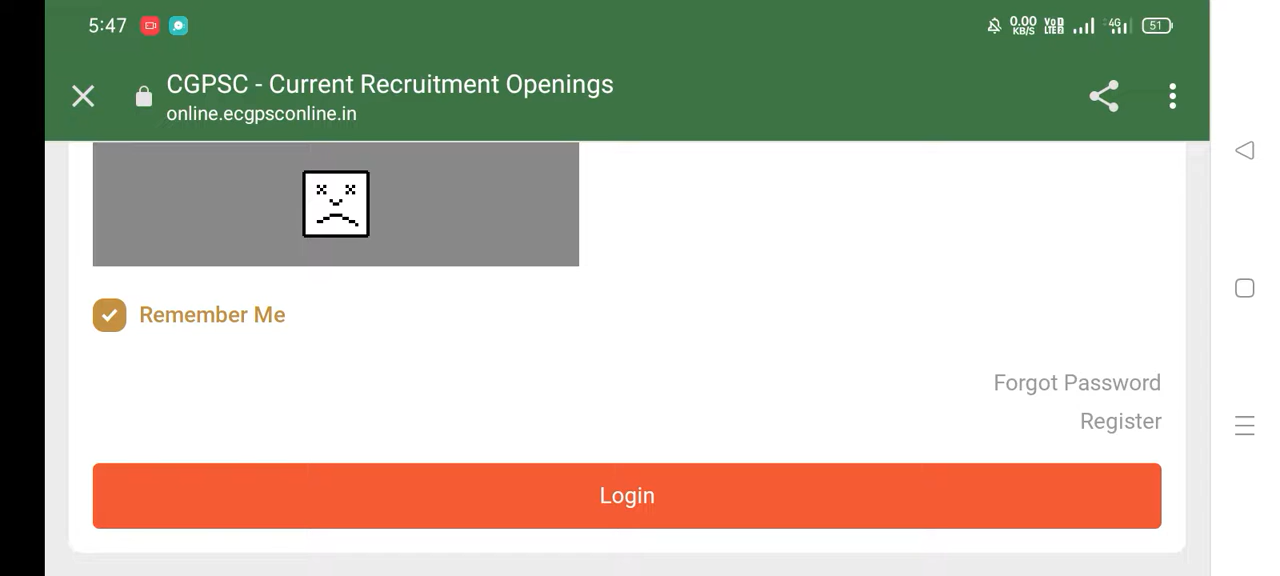 5:47
0.00 KB/S VoD LTE2 4G 51
CGPSC - Current Recruitment Openings
online.ecgpsconline.in
Remember Me
Forgot Password
Register
Login